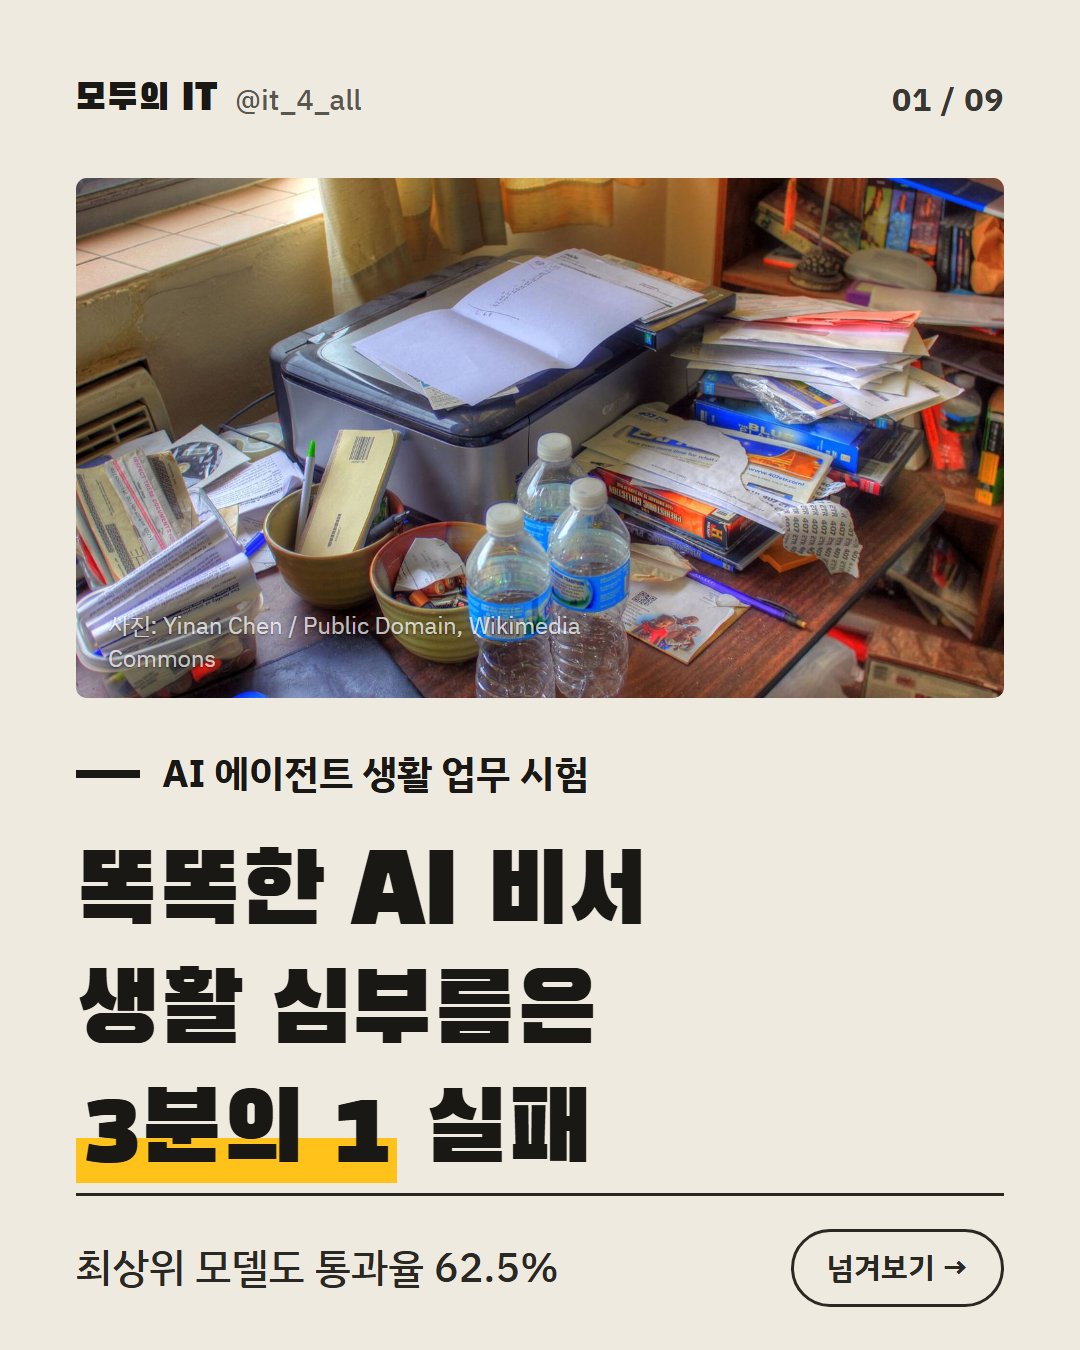 모두의 IT @it_4_all
01 / 09
사진: Yinan Chen / Public Domain, Wikimedia
Commons
AI 에이전트 생활 업무 시험
똑똑한 AI 비서
생활 심부름은
3분의 1 실패
최상위 모델도 통과율 62.5%
넘겨보기 →